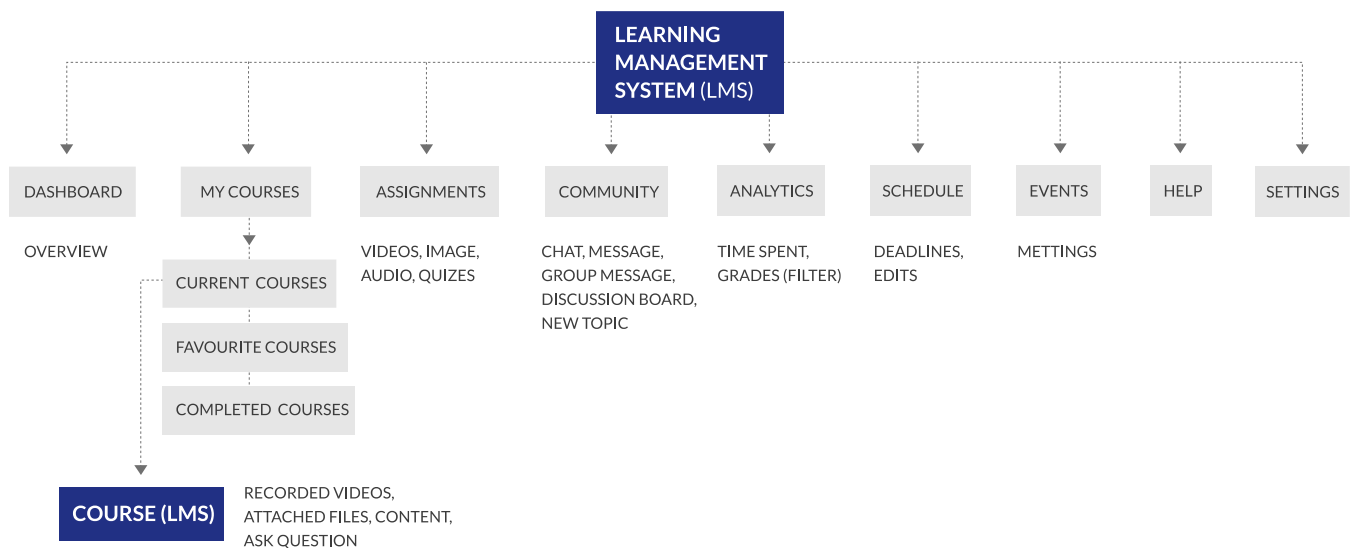 LEARNING
MANAGEMENT
SYSTEM (LMS)
DASHBOARD
MY COURSES
ASSIGNMENTS
COMMUNITY
ANALYTICS
SCHEDULE
EVENTS
HELP
SETTINGS
OVERVIEW
CURRENT COURSES
FAVOURITE COURSES
COMPLETED COURSES
COURSE (LMS)
RECORDED VIDEOS,
ATTACHED FILES, CONTENT,
ASK QUESTION
VIDEOS, IMAGE,
AUDIO, QUIZES
CHAT, MESSAGE,
GROUP MESSAGE,
DISCUSSION BOARD,
NEW TOPIC
TIME SPENT,
GRADES (FILTER)
DEADLINES,
EDITS
METTINGS